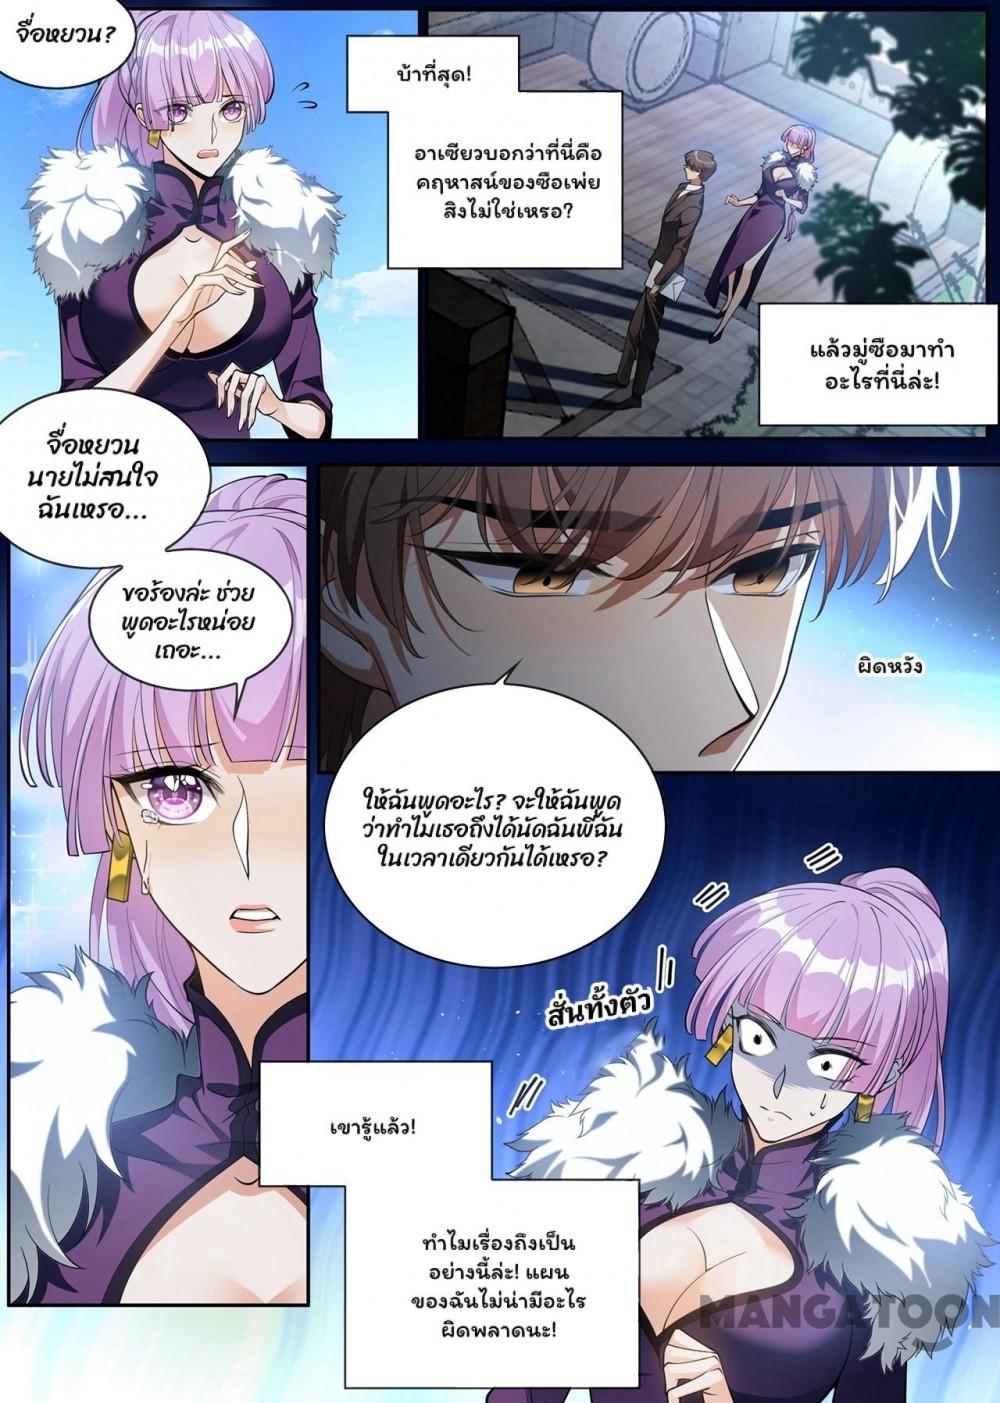 จื่อหยวน?
บ้าที่สุด!
อาเซียวบอกว่าที่นี่คือ
คฤหาสน์ของซือเพ่ย
สิงไม่ใช่เหรอ?
แล้วมู่ซือมาทำ
อะไรที่นี่ล่ะ!
จื่อหยวน
นายไม่สนใจ
ฉันเหรอ...
ขอร้องล่ะ ช่วย
พูดอะไรหน่อย
เถอะ...
ผิดหวัง
ให้ฉันพูดอะไร? จะให้ฉันพูด
ว่าทำไมเธอถึงได้นัดฉันพี่ฉัน
ในเวลาเดียวกันได้เหรอ?
สั่นทั้งตัว
เขารู้แล้ว!
ทำไมเรื่องถึงเป็น
อย่างนี้ล่ะ! แผน
ของฉันไม่น่ามีอะไร
ผิดพลาดนะ!
MANGATOON